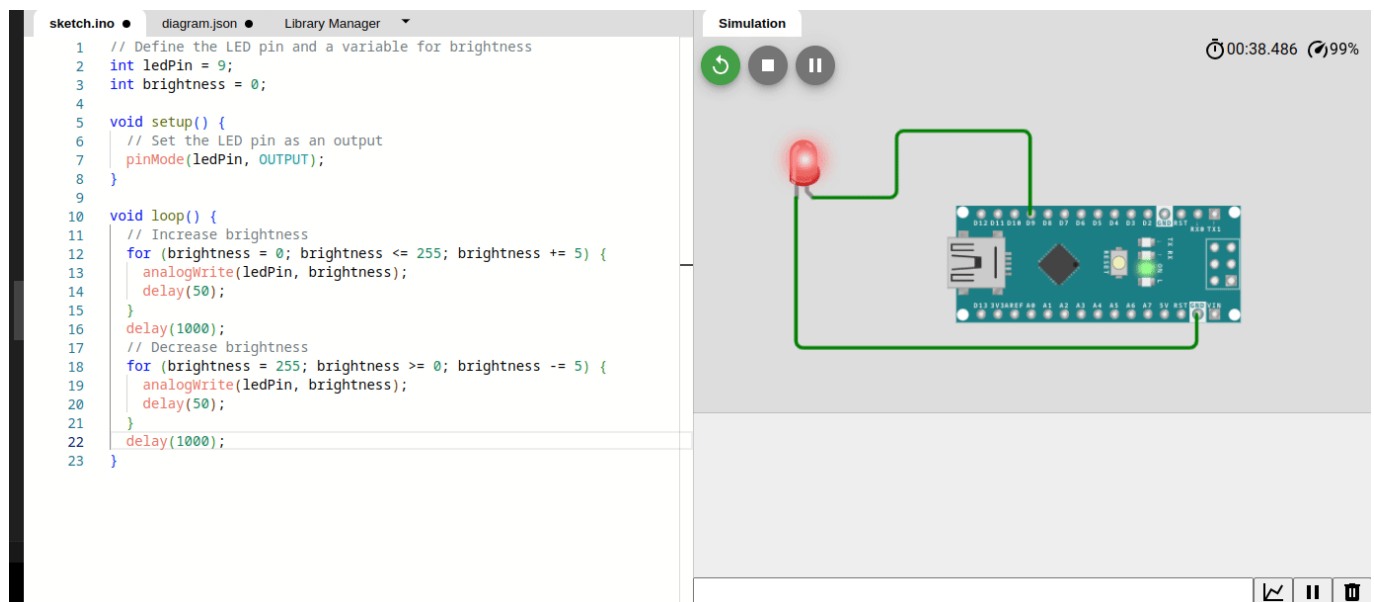 sketch.ino ● diagram.json ● Library Manager
1 // Define the LED pin and a variable for brightness
2 int ledPin = 9;
3 int brightness = 0;
4
5 void setup() {
6 // Set the LED pin as an output
7 pinMode(ledPin, OUTPUT);
8 }
9
10 void loop() {
11 // Increase brightness
12 for (brightness = 0; brightness <= 255; brightness += 5) {
13 analogWrite(ledPin, brightness);
14 delay(50);
15 }
16 delay(1000);
17 // Decrease brightness
18 for (brightness = 255; brightness >= 0; brightness -= 5) {
19 analogWrite(ledPin, brightness);
20 delay(50);
21 }
22 delay(1000);
23 }
Simulation
00:38.486 99%
D12 D11 D10 D9 D8 D7 D6 D5 D4 D3 D2 GND RST RX0 TX1
RESET
TX RX
ON L
D13 3V3 AREF A0 A1 A2 A3 A4 A5 A6 A7 5V RST GND VIN